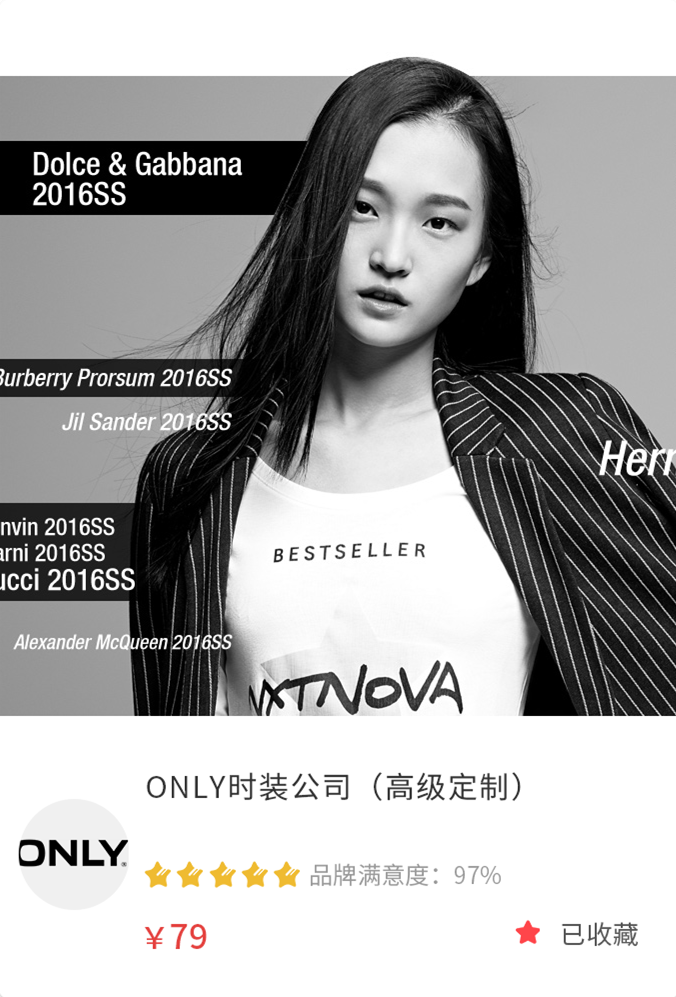 Dolce & Gabbana
2016SS
Burberry Prorsum 2016SS
Jil Sander 2016SS
Herr
nvin 2016SS
arni 2016SS
ucci 2016SS
BESTSELLER
Alexander McQueen 2016SS
NXTNOVA
ONLY时装公司（高级定制）
ONLY®
品牌满意度：97%
¥79
已收藏